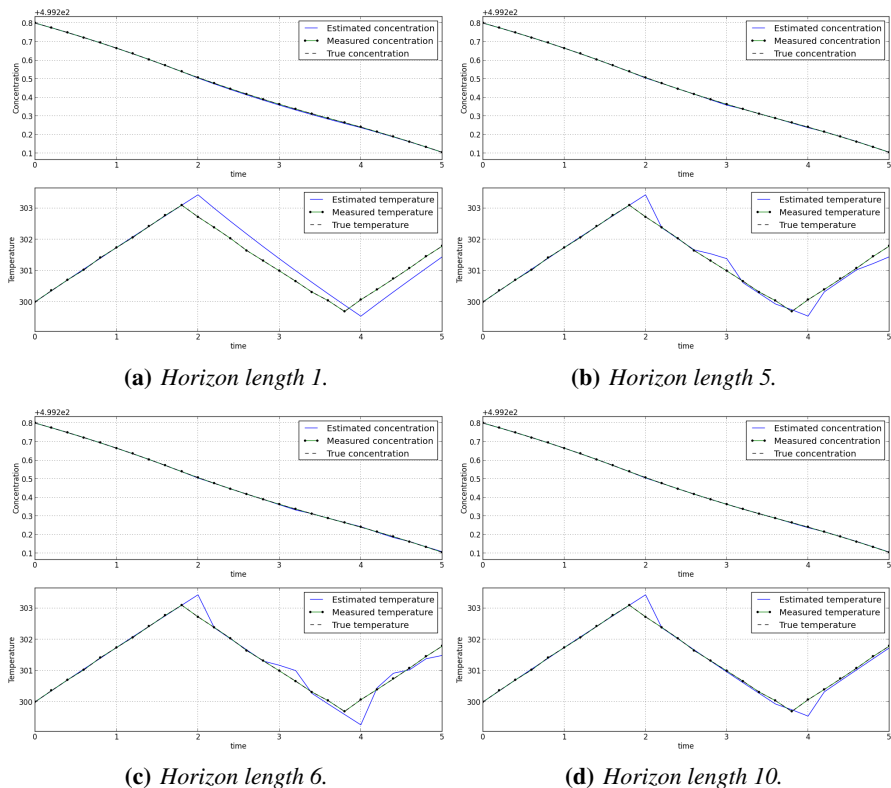 +4.992e2
0.8
0.7
0.6
0.5
0.4
0.3
0.2
0.1
Concentration
Estimated concentration
Measured concentration
True concentration
0 1 2 3 4 5
time
303
302
301
300
Temperature
Estimated temperature
Measured temperature
True temperature
0 1 2 3 4 5
time
(a) Horizon length 1.
+4.992e2
0.8
0.7
0.6
0.5
0.4
0.3
0.2
0.1
Concentration
Estimated concentration
Measured concentration
True concentration
0 1 2 3 4 5
time
303
302
301
300
Temperature
Estimated temperature
Measured temperature
True temperature
0 1 2 3 4 5
time
(b) Horizon length 5.
+4.992e2
0.8
0.7
0.6
0.5
0.4
0.3
0.2
0.1
Concentration
Estimated concentration
Measured concentration
True concentration
0 1 2 3 4 5
time
303
302
301
300
Temperature
Estimated temperature
Measured temperature
True temperature
0 1 2 3 4 5
time
(c) Horizon length 6.
+4.992e2
0.8
0.7
0.6
0.5
0.4
0.3
0.2
0.1
Concentration
Estimated concentration
Measured concentration
True concentration
0 1 2 3 4 5
time
303
302
301
300
Temperature
Estimated temperature
Measured temperature
True temperature
0 1 2 3 4 5
time
(d) Horizon length 10.